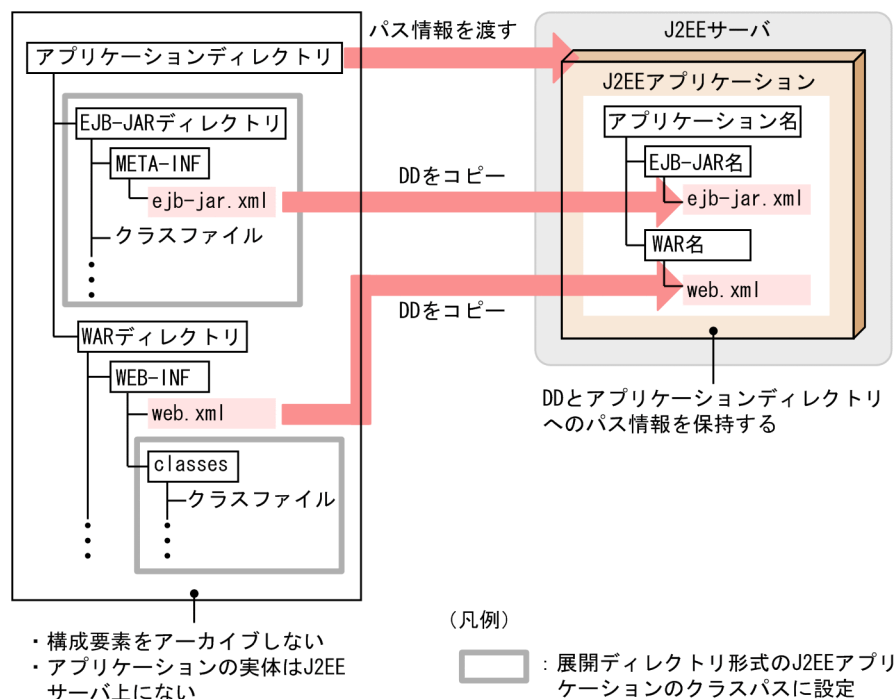 アプリケーションディレクトリ
EJB-JARディレクトリ
META-INF
ejb-jar.xml
クラスファイル
WARディレクトリ
WEB-INF
web.xml
classes
クラスファイル
・構成要素をアーカイブしない
・アプリケーションの実体はJ2EE
サーバ上にない
パス情報を渡す
DDをコピー
DDをコピー
J2EEサーバ
J2EEアプリケーション
アプリケーション名
EJB-JAR名
ejb-jar.xml
WAR名
web.xml
DDとアプリケーションディレクトリ
へのパス情報を保持する
(凡例)
：展開ディレクトリ形式のJ2EEアプリ
ケーションのクラスパスに設定